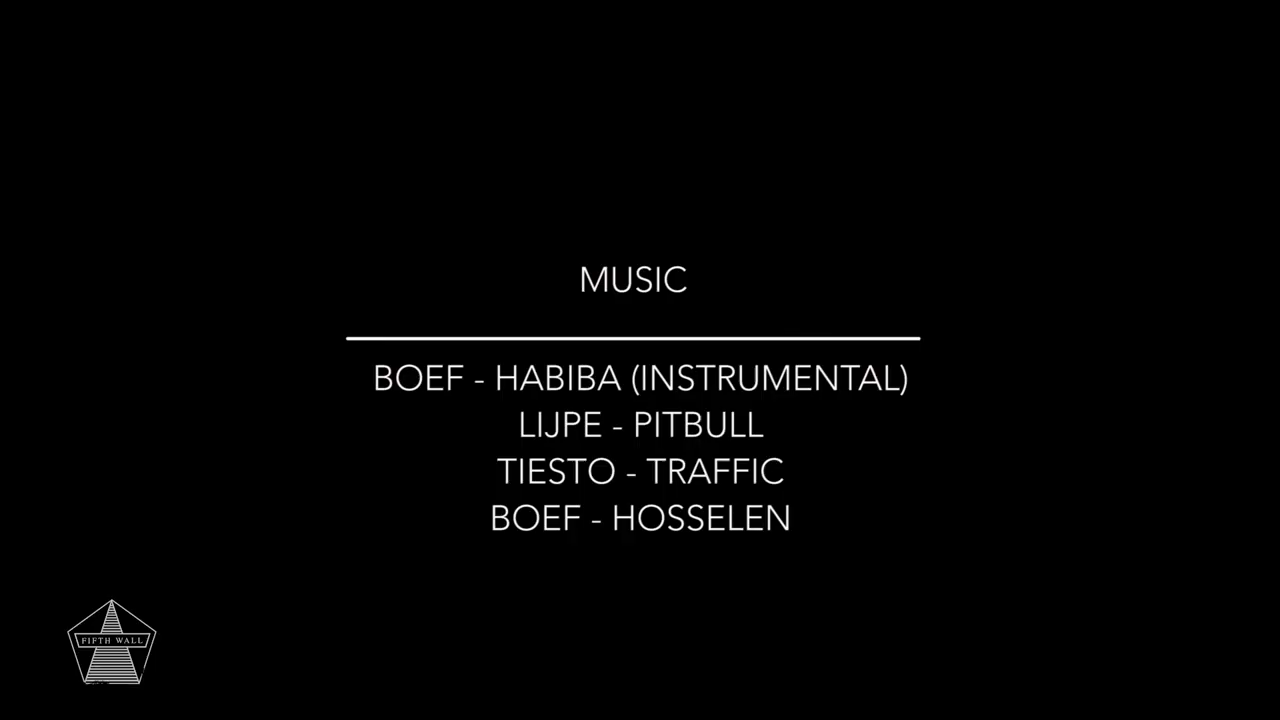 MUSIC
BOEF - HABIBA (INSTRUMENTAL)
LIJPE - PITBULL
TIESTO - TRAFFIC
BOEF - HOSSELEN
FIFTH WALL